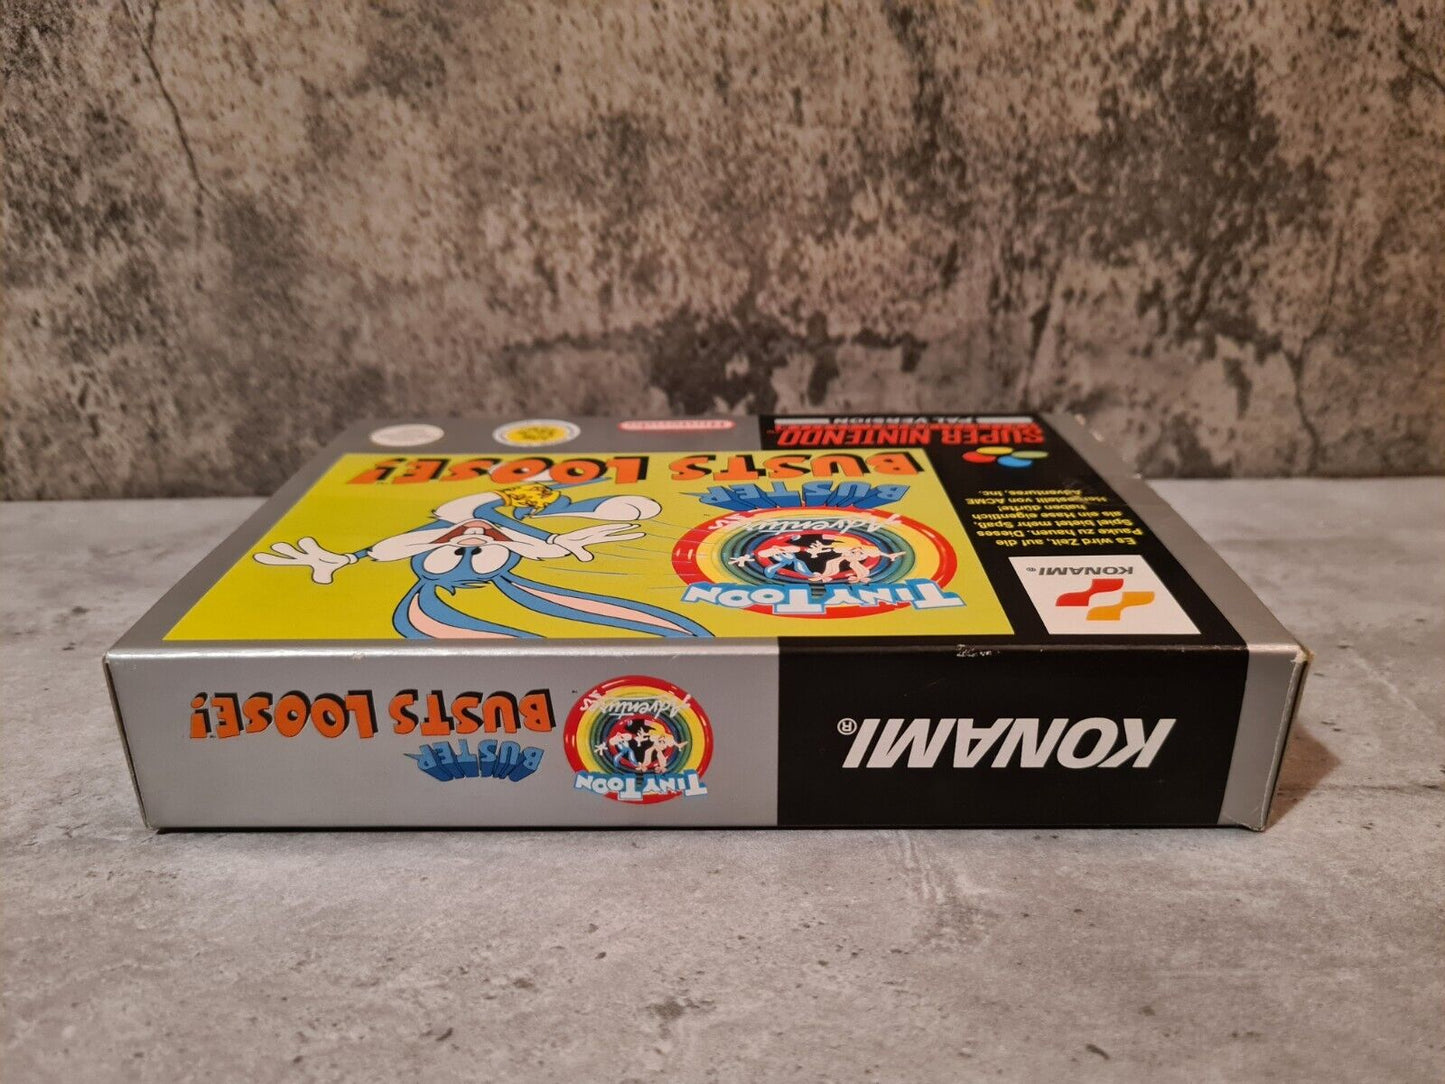 SUPER NINTENDO
PAL VERSION
KONAMI®
Es wird Zeit, auf die
Pauke zu hauen. Dieses
Spiel bietet mehr Spaß,
als ein Hase eigentlich
haben dürfte!
Hergestellt von ACME
Adventures, Inc.
TINY TOON
Adventures
BUSTER
BUSTS LOOSE!
KONAMI®
TINY TOON
Adventures
BUSTER
BUSTS LOOSE!